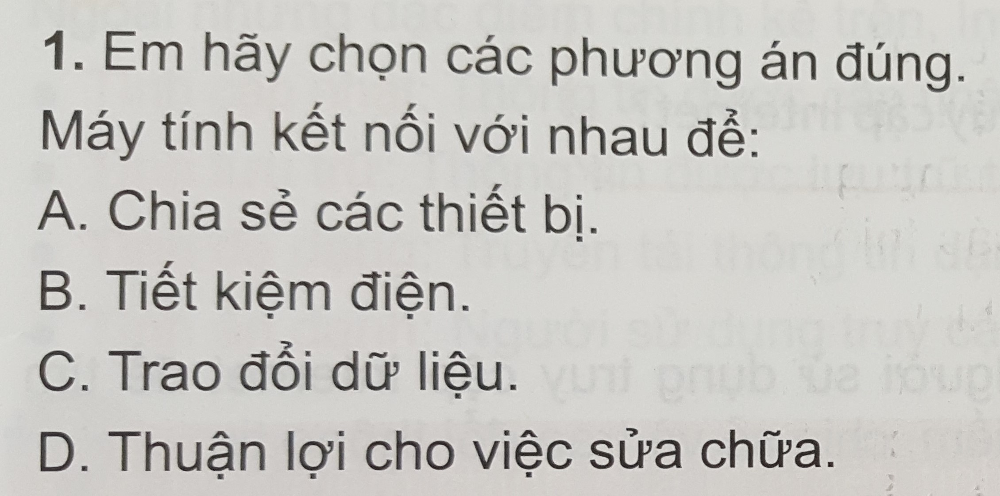 1. Em hãy chọn các phương án đúng.
Máy tính kết nối với nhau để:
A. Chia sẻ các thiết bị.
B. Tiết kiệm điện.
C. Trao đổi dữ liệu.
D. Thuận lợi cho việc sửa chữa.